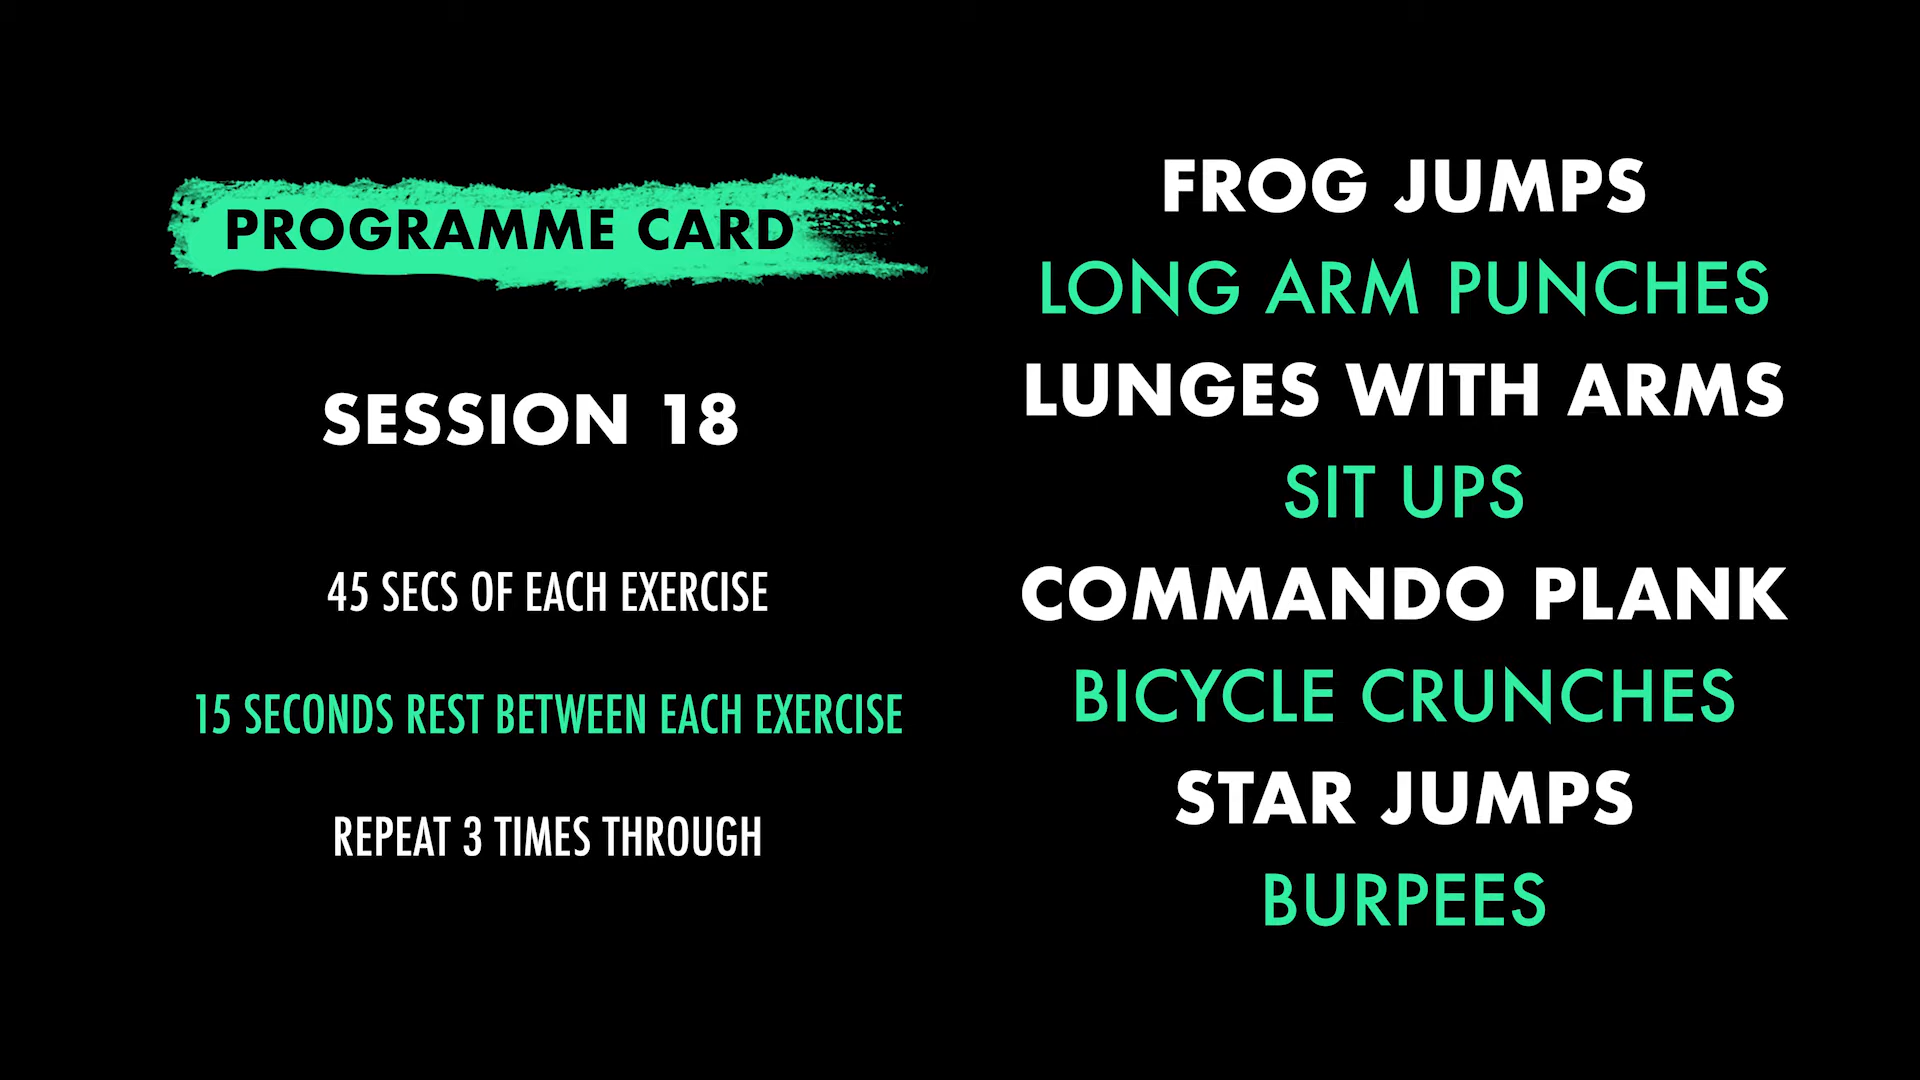 PROGRAMME CARD
SESSION 18
45 SECS OF EACH EXERCISE
15 SECONDS REST BETWEEN EACH EXERCISE
REPEAT 3 TIMES THROUGH
FROG JUMPS
LONG ARM PUNCHES
LUNGES WITH ARMS
SIT UPS
COMMANDO PLANK
BICYCLE CRUNCHES
STAR JUMPS
BURPEES